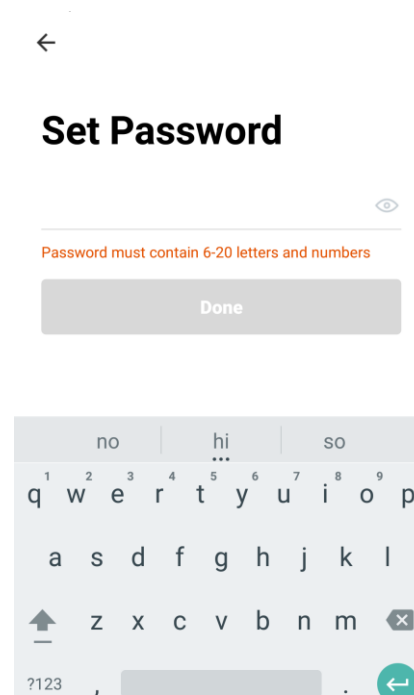 Set Password
Password must contain 6-20 letters and numbers
Done
no hi so
1 2 3 4 5 6 7 8 9
q w e r t y u i o p
a s d f g h j k l
z x c v b n m
?123 , .